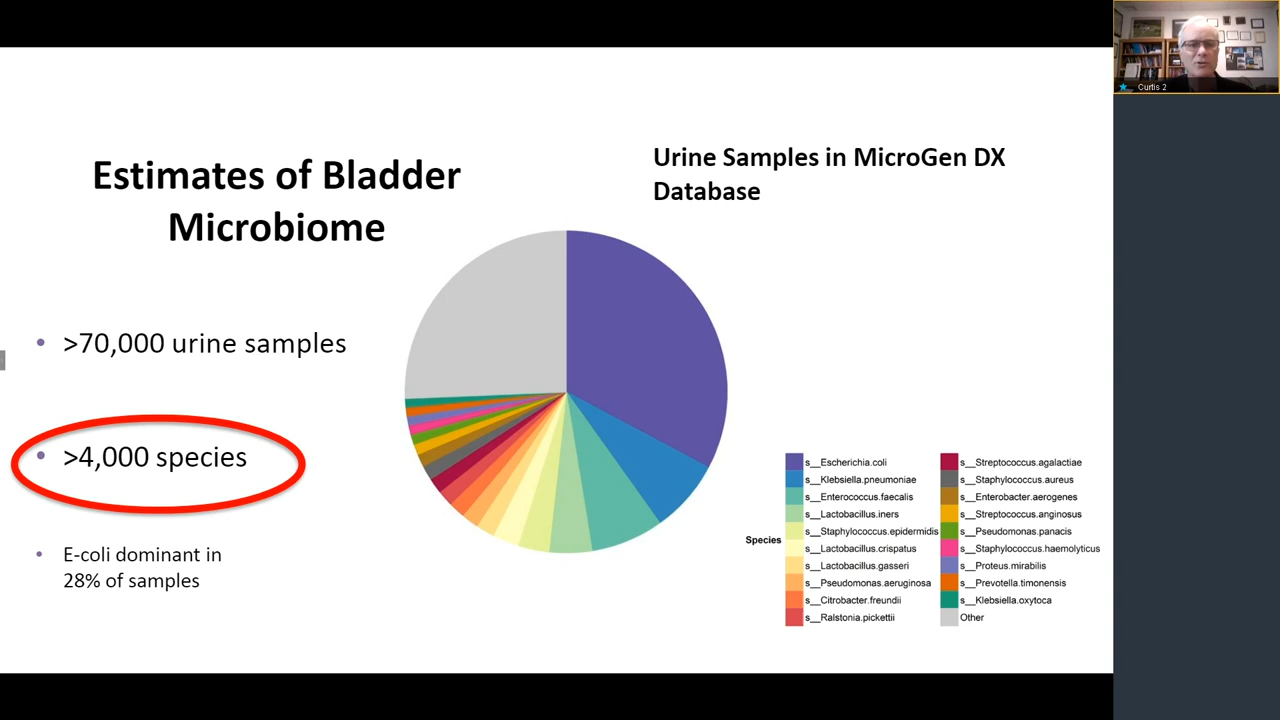 Estimates of Bladder
Microbiome
Urine Samples in MicroGen DX
Database
• >70,000 urine samples
• >4,000 species
• E-coli dominant in
28% of samples
Species
s__Escherichia.coli
s__Klebsiella.pneumoniae
s__Enterococcus.faecalis
s__Lactobacillus.iners
s__Staphylococcus.epidermidis
s__Lactobacillus.crispatus
s__Lactobacillus.gasseri
s__Pseudomonas.aeruginosa
s__Citrobacter.freundii
s__Ralstonia.pickettii
s__Streptococcus.agalactiae
s__Staphylococcus.aureus
s__Enterobacter.aerogenes
s__Streptococcus.anginosus
s__Pseudomonas.panacis
s__Staphylococcus.haemolyticus
s__Proteus.mirabilis
s__Prevotella.timonensis
s__Klebsiella.oxytoca
Other
Curtis 2